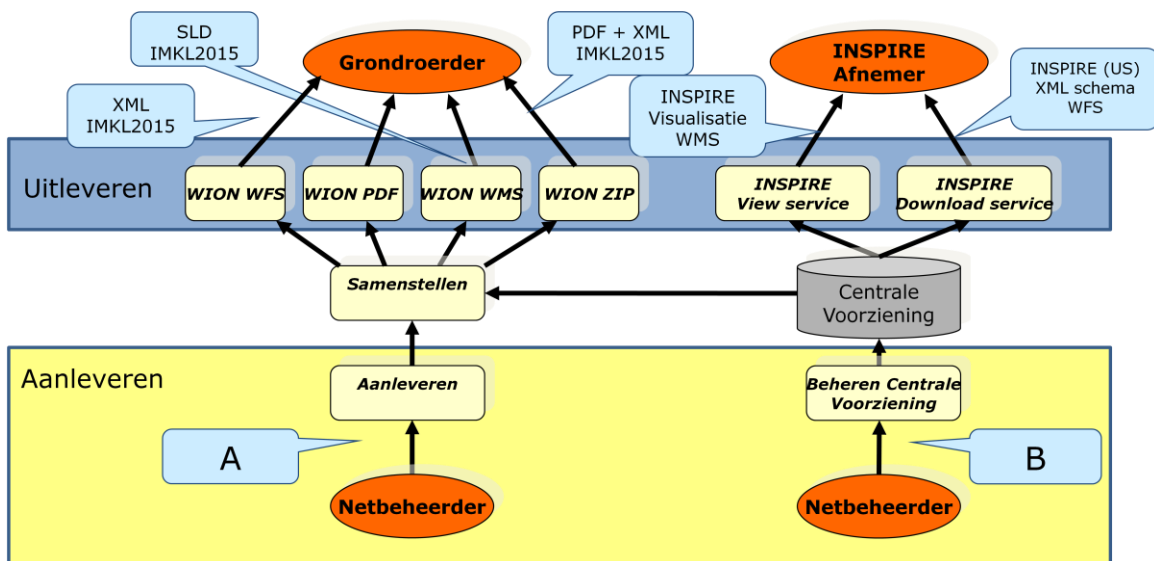 SLD
IMKL2015
PDF + XML
IMKL2015
Grondroerder
INSPIRE
Afnemer
INSPIRE (US)
XML schema
WFS
XML
IMKL2015
INSPIRE
Visualisatie
WMS
Uitleveren
WION WFS
WION PDF
WION WMS
WION ZIP
INSPIRE
View service
INSPIRE
Download service
Samenstellen
Centrale
Voorziening
Aanleveren
Aanleveren
Beheren Centrale
Voorziening
A
B
Netbeheerder
Netbeheerder